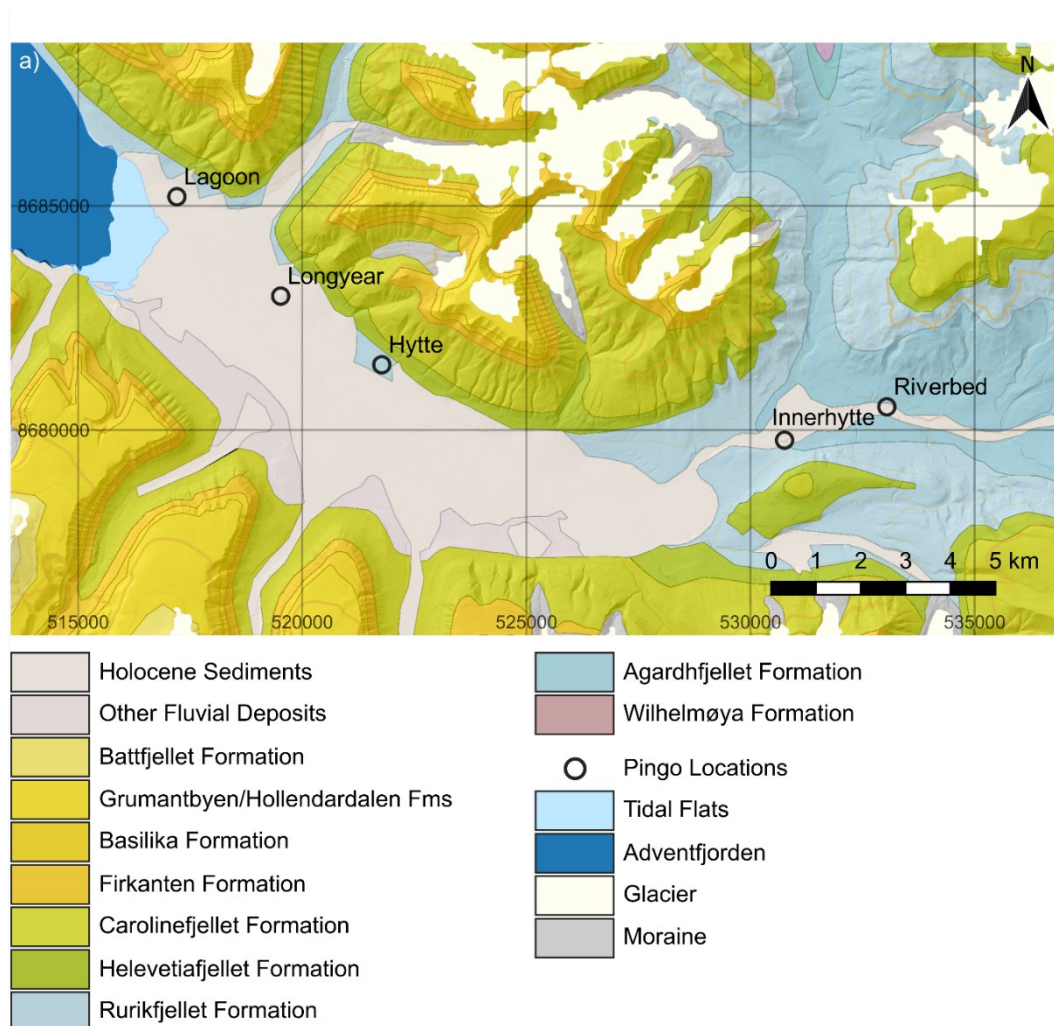 a)
N
Lagoon
8685000
Longyear
Hytte
Riverbed
Innerhytte
8680000
0 1 2 3 4 5 km
515000 520000 525000 530000 535000
Holocene Sediments
Other Fluvial Deposits
Battfjellet Formation
Grumantbyen/Hollendardalen Fms
Basilika Formation
Firkanten Formation
Carolinefjellet Formation
Helevetiafjellet Formation
Rurikfjellet Formation
Agardhfjellet Formation
Wilhelmøya Formation
Pingo Locations
Tidal Flats
Adventfjorden
Glacier
Moraine